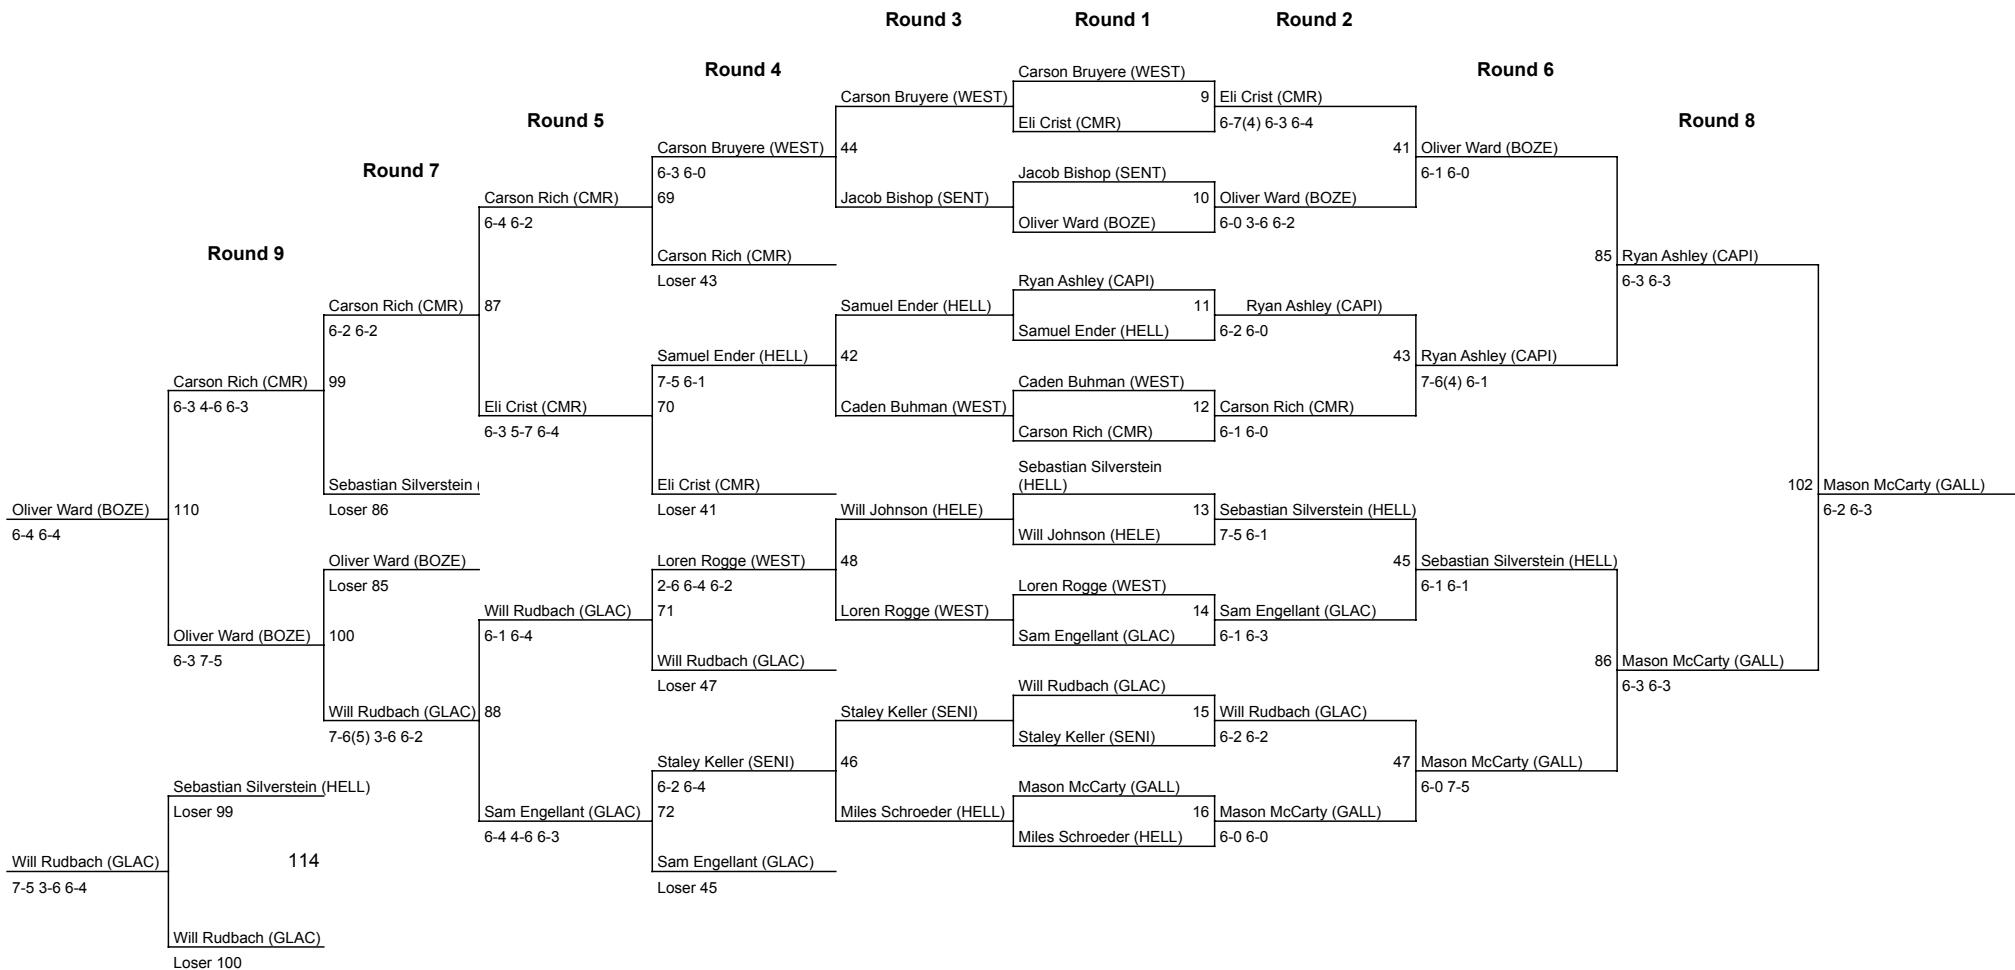 Round 3 Round 1 Round 2
Round 4 Carson Bruyere (WEST) Round 6
Carson Bruyere (WEST) 9 Eli Crist (CMR)
Round 5 Eli Crist (CMR) 6-7(4) 6-3 6-4 Round 8
Carson Bruyere (WEST) 44 41 Oliver Ward (BOZE)
Round 7 6-3 6-0 Jacob Bishop (SENT) 6-1 6-0
Carson Rich (CMR) 69 Jacob Bishop (SENT) 10 Oliver Ward (BOZE)
6-4 6-2 Oliver Ward (BOZE) 6-0 3-6 6-2
Round 9 Carson Rich (CMR) 85 Ryan Ashley (CAPI)
Loser 43 Ryan Ashley (CAPI) 6-3 6-3
Carson Rich (CMR) 87 Samuel Ender (HELL) 11 Ryan Ashley (CAPI)
6-2 6-2 Samuel Ender (HELL) 6-2 6-0
Samuel Ender (HELL) 42 43 Ryan Ashley (CAPI)
Carson Rich (CMR) 99 7-5 6-1 Caden Buhman (WEST) 7-6(4) 6-1
6-3 4-6 6-3 Eli Crist (CMR) 70 Caden Buhman (WEST) 12 Carson Rich (CMR)
6-3 5-7 6-4 Carson Rich (CMR) 6-1 6-0
Sebastian Silverstein
(HELL)
Sebastian Silverstein ( Eli Crist (CMR) 102 Mason McCarty (GALL)
Oliver Ward (BOZE) 110 Loser 86 Loser 41 Will Johnson (HELE) 13 Sebastian Silverstein (HELL) 6-2 6-3
6-4 6-4 Will Johnson (HELE) 7-5 6-1
Oliver Ward (BOZE) Loren Rogge (WEST) 48 45 Sebastian Silverstein (HELL)
Loser 85 2-6 6-4 6-2 Loren Rogge (WEST) 6-1 6-1
Will Rudbach (GLAC) 71 Loren Rogge (WEST) 14 Sam Engellant (GLAC)
Oliver Ward (BOZE) 100 6-1 6-4 Sam Engellant (GLAC) 6-1 6-3
6-3 7-5 Will Rudbach (GLAC) 86 Mason McCarty (GALL)
Loser 47 Will Rudbach (GLAC) 6-3 6-3
Will Rudbach (GLAC) 88 Staley Keller (SENI) 15 Will Rudbach (GLAC)
7-6(5) 3-6 6-2 Staley Keller (SENI) 6-2 6-2
Staley Keller (SENI) 46 47 Mason McCarty (GALL)
Sebastian Silverstein (HELL) 6-2 6-4 Mason McCarty (GALL) 6-0 7-5
Loser 99 Sam Engellant (GLAC) 72 Miles Schroeder (HELL) 16 Mason McCarty (GALL)
6-4 4-6 6-3 Miles Schroeder (HELL) 6-0 6-0
Will Rudbach (GLAC) 114 Sam Engellant (GLAC)
7-5 3-6 6-4 Loser 45
Will Rudbach (GLAC)
Loser 100